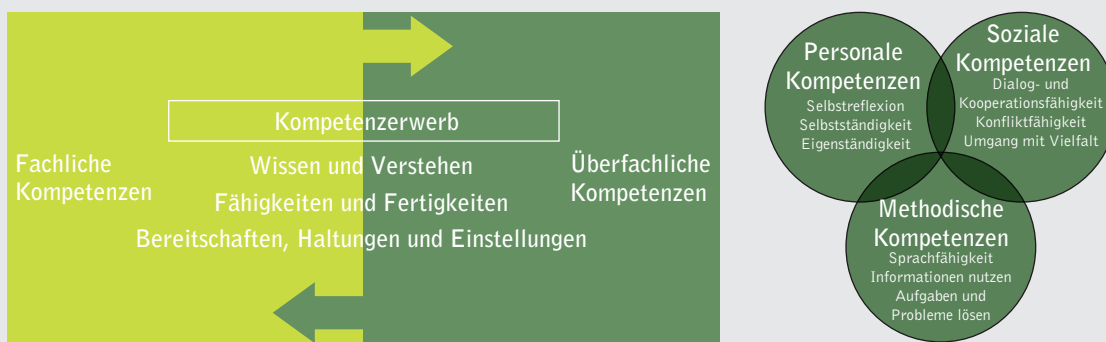 Kompetenzerwerb
Fachliche
Kompetenzen
Wissen und Verstehen
Fähigkeiten und Fertigkeiten
Bereitschaften, Haltungen und Einstellungen
Überfachliche
Kompetenzen
Personale
Kompetenzen
Selbstreflexion
Selbstständigkeit
Eigenständigkeit
Soziale
Kompetenzen
Dialog- und
Kooperationsfähigkeit
Konfliktfähigkeit
Umgang mit Vielfalt
Methodische
Kompetenzen
Sprachfähigkeit
Informationen nutzen
Aufgaben und
Probleme lösen